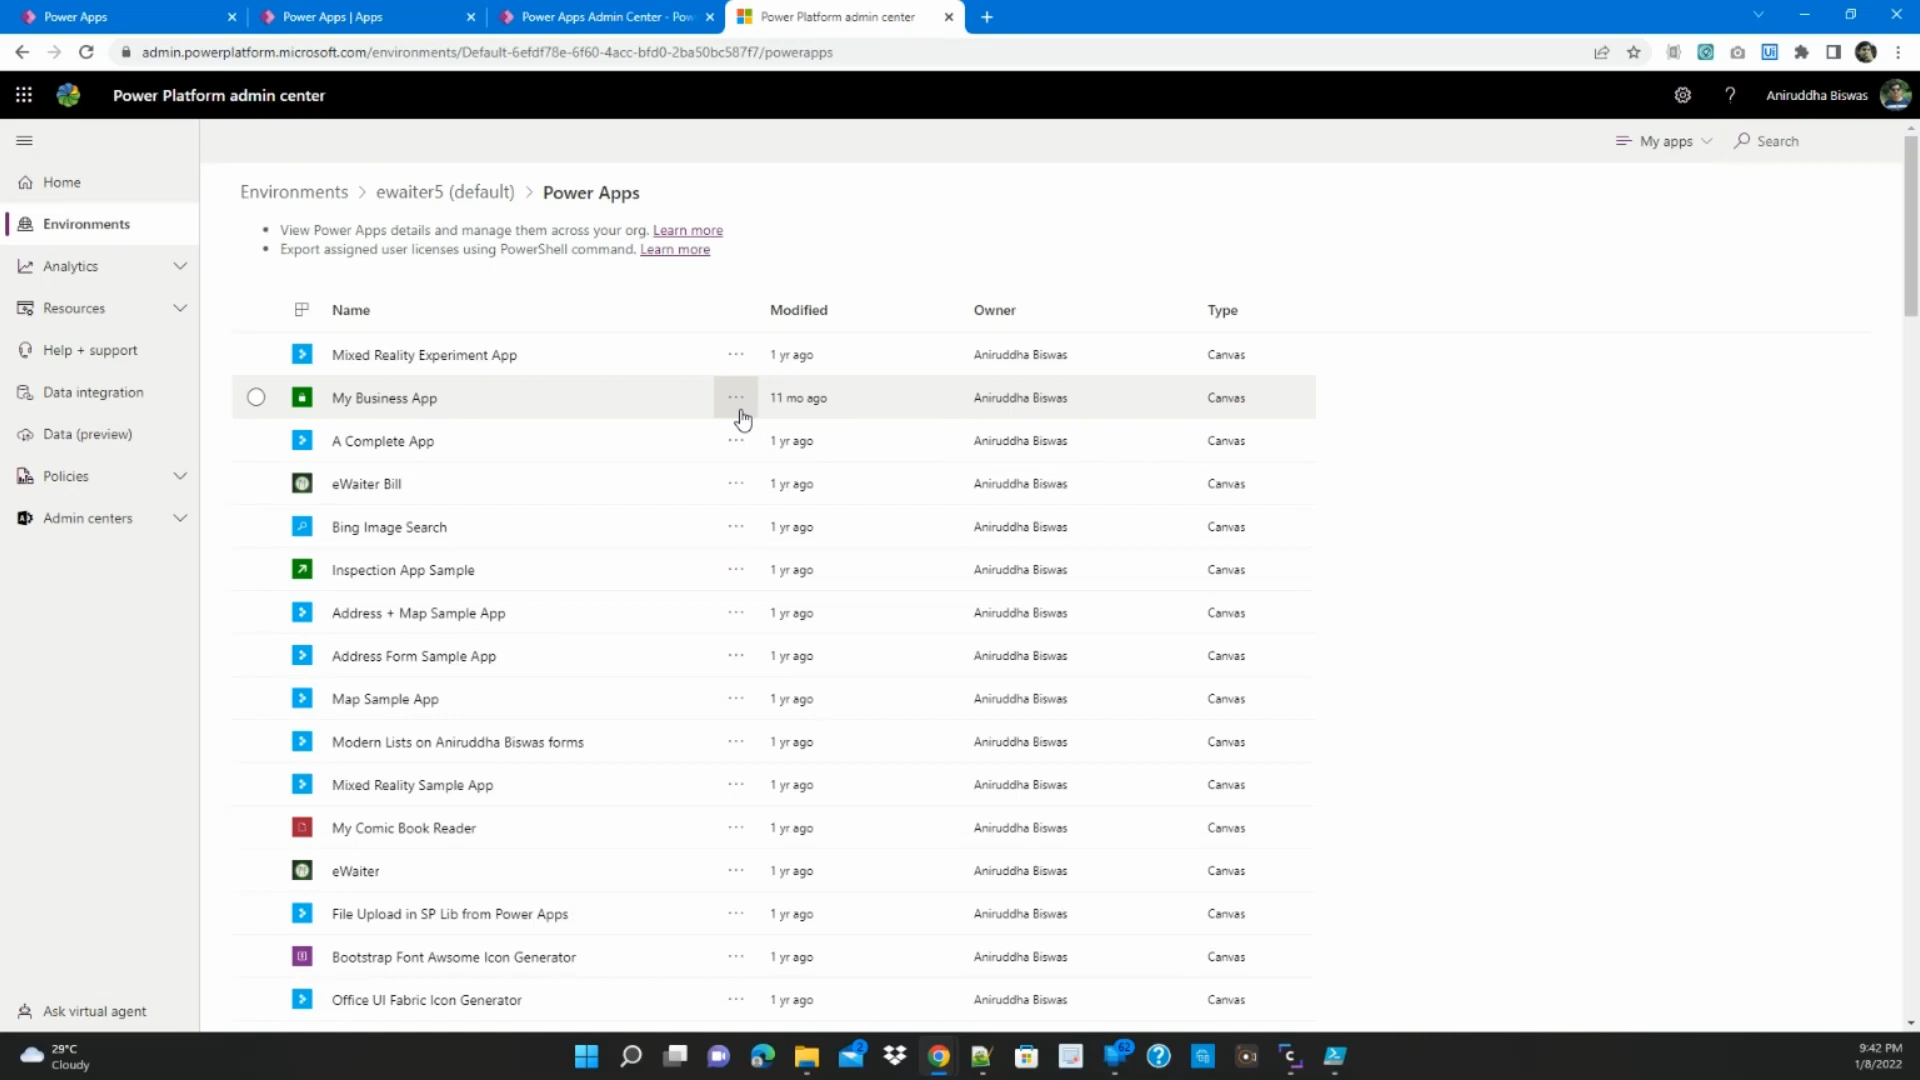 Power Apps
Power Apps | Apps
Power Apps Admin Center - Pow
Power Platform admin center
admin.powerplatform.microsoft.com/environments/Default-6efdf78e-6f60-4acc-bfd0-2ba50bc587f7/powerapps
Power Platform admin center
Aniruddha Biswas
My apps
Search
Home
Environments
Analytics
Resources
Help + support
Data integration
Data (preview)
Policies
Admin centers
Ask virtual agent
Environments > ewaiter5 (default) > Power Apps
• View Power Apps details and manage them across your org. Learn more
• Export assigned user licenses using PowerShell command. Learn more
Name Modified Owner Type
Mixed Reality Experiment App ... 1 yr ago Aniruddha Biswas Canvas
My Business App ... 11 mo ago Aniruddha Biswas Canvas
A Complete App ... 1 yr ago Aniruddha Biswas Canvas
eWaiter Bill ... 1 yr ago Aniruddha Biswas Canvas
Bing Image Search ... 1 yr ago Aniruddha Biswas Canvas
Inspection App Sample ... 1 yr ago Aniruddha Biswas Canvas
Address + Map Sample App ... 1 yr ago Aniruddha Biswas Canvas
Address Form Sample App ... 1 yr ago Aniruddha Biswas Canvas
Map Sample App ... 1 yr ago Aniruddha Biswas Canvas
Modern Lists on Aniruddha Biswas forms ... 1 yr ago Aniruddha Biswas Canvas
Mixed Reality Sample App ... 1 yr ago Aniruddha Biswas Canvas
My Comic Book Reader ... 1 yr ago Aniruddha Biswas Canvas
eWaiter ... 1 yr ago Aniruddha Biswas Canvas
File Upload in SP Lib from Power Apps ... 1 yr ago Aniruddha Biswas Canvas
Bootstrap Font Awsome Icon Generator ... 1 yr ago Aniruddha Biswas Canvas
Office UI Fabric Icon Generator ... 1 yr ago Aniruddha Biswas Canvas
29°C
Cloudy
2
62
9:42 PM
1/8/2022